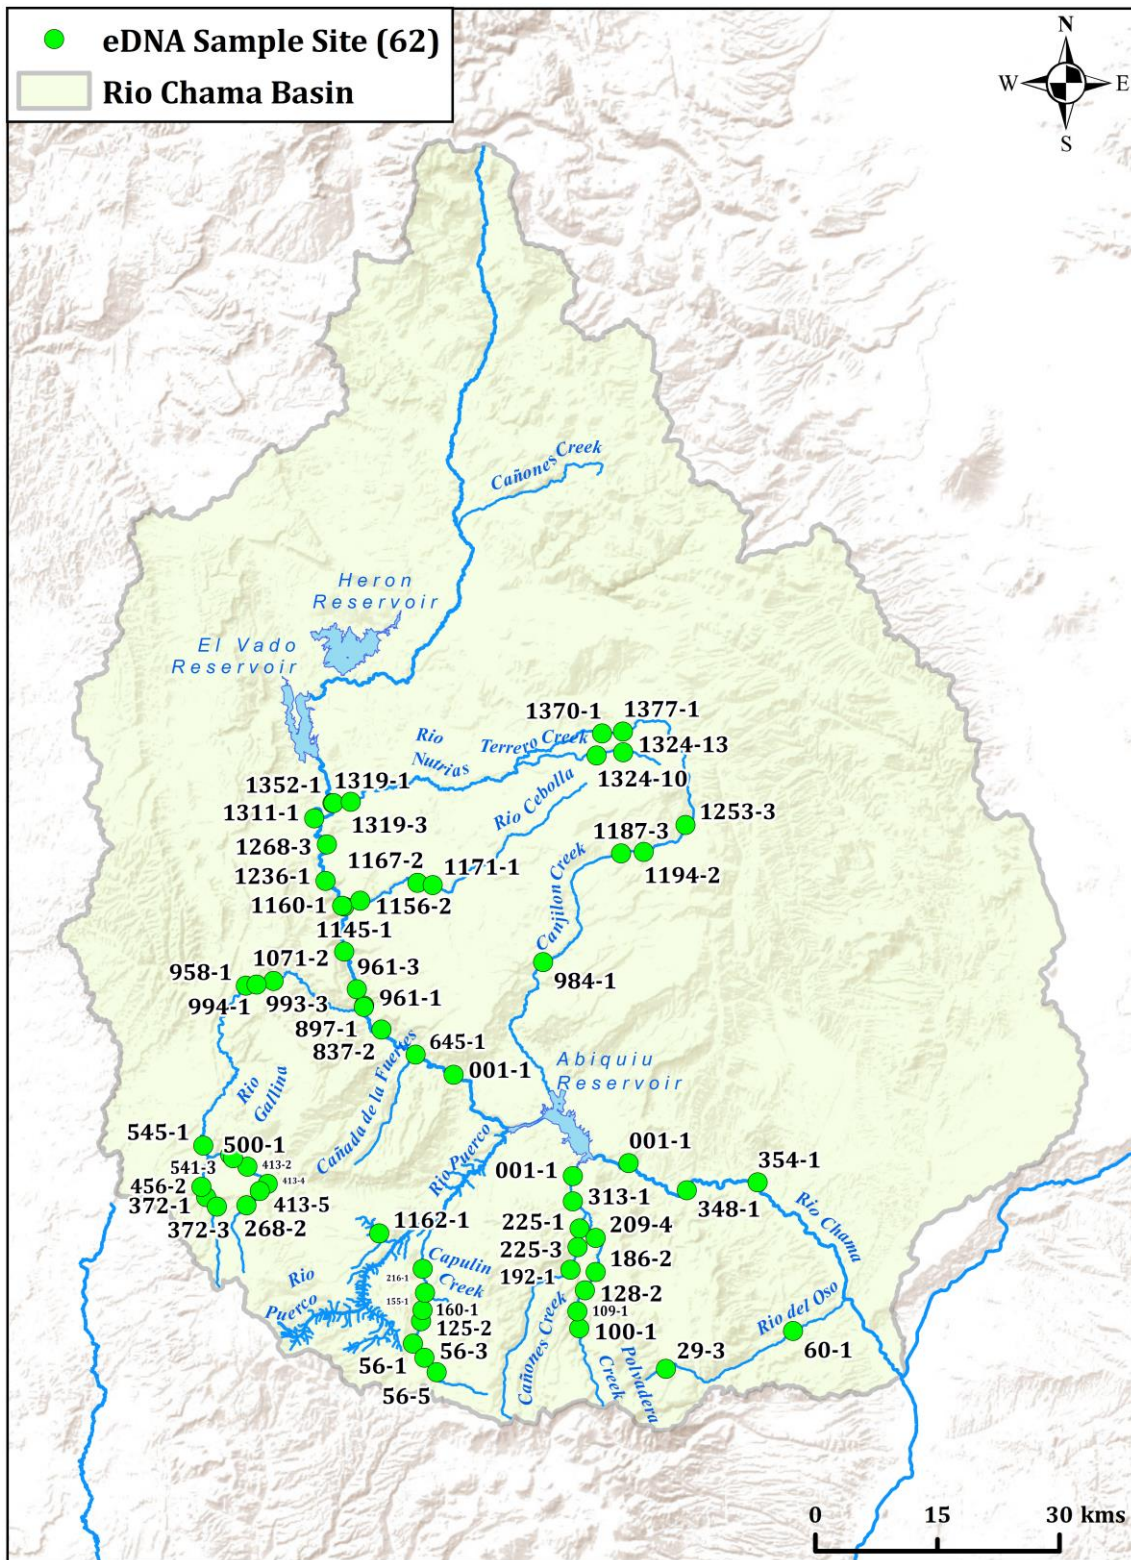 eDNA Sample Site (62)
Rio Chama Basin
N
W
E
S
Cañones Creek
Heron
Reservoir
El Vado
Reservoir
1370-1
1377-1
Rio
Nutrias
Terrero Creek
1324-13
1324-10
1352-1
1319-1
1311-1
1319-3
Rio Cebolla
1253-3
1268-3
1187-3
1167-2
1171-1
1194-2
1236-1
1160-1
1156-2
Canjilon Creek
1145-1
1071-2
958-1
961-3
984-1
994-1
993-3
961-1
897-1
837-2
645-1
001-1
Abiquiu
Reservoir
Rio
Gallina
Cañada de la Fuertes
Rio Puerco
545-1
500-1
001-1
541-3
413-2
001-1
354-1
456-2
413-4
372-1
413-5
313-1
348-1
372-3
268-2
1162-1
225-1
209-4
Rio Chama
225-3
186-2
Capulin
Creek
216-1
192-1
Rio
Puerco
128-2
155-1
160-1
109-1
125-2
100-1
Cañones Creek
Rio del Oso
56-3
56-1
29-3
60-1
Polvadera
Creek
56-5
0
15
30 kms